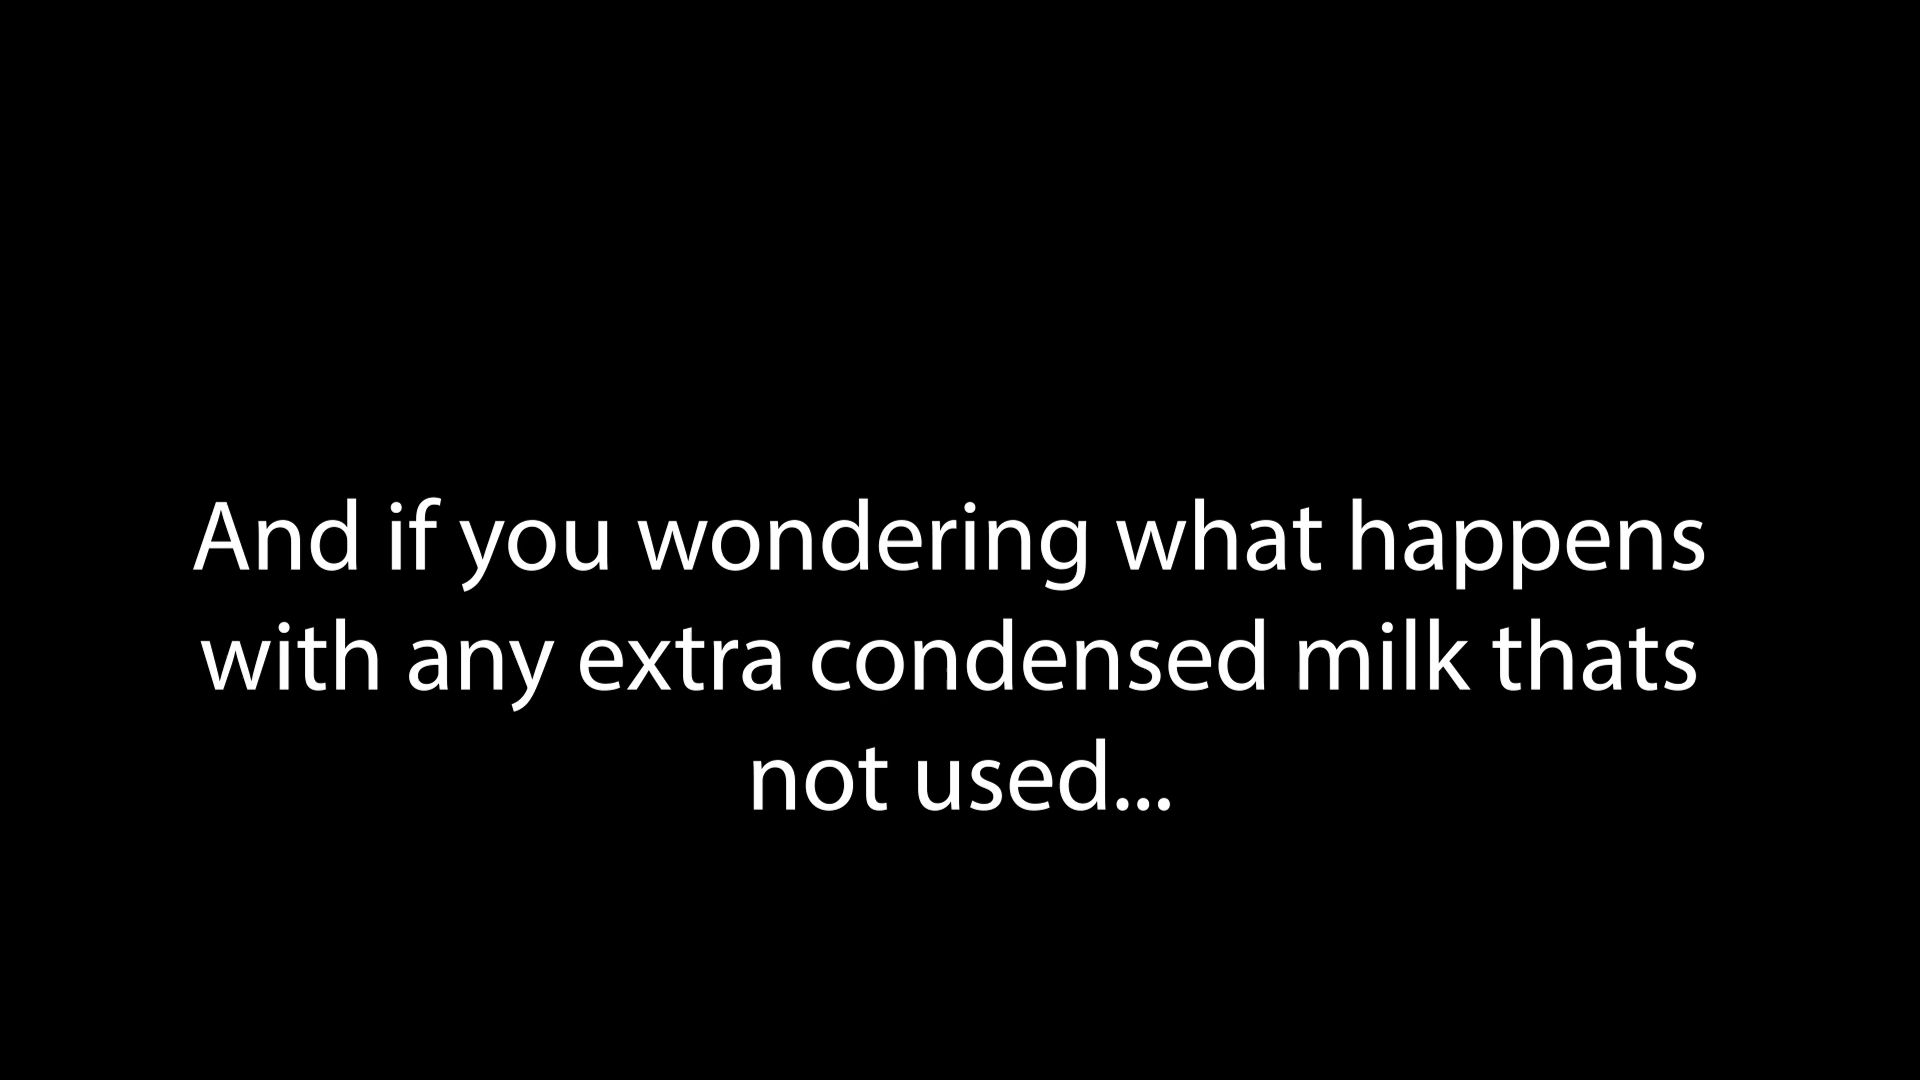 And if you wondering what happens
with any extra condensed milk thats
not used...